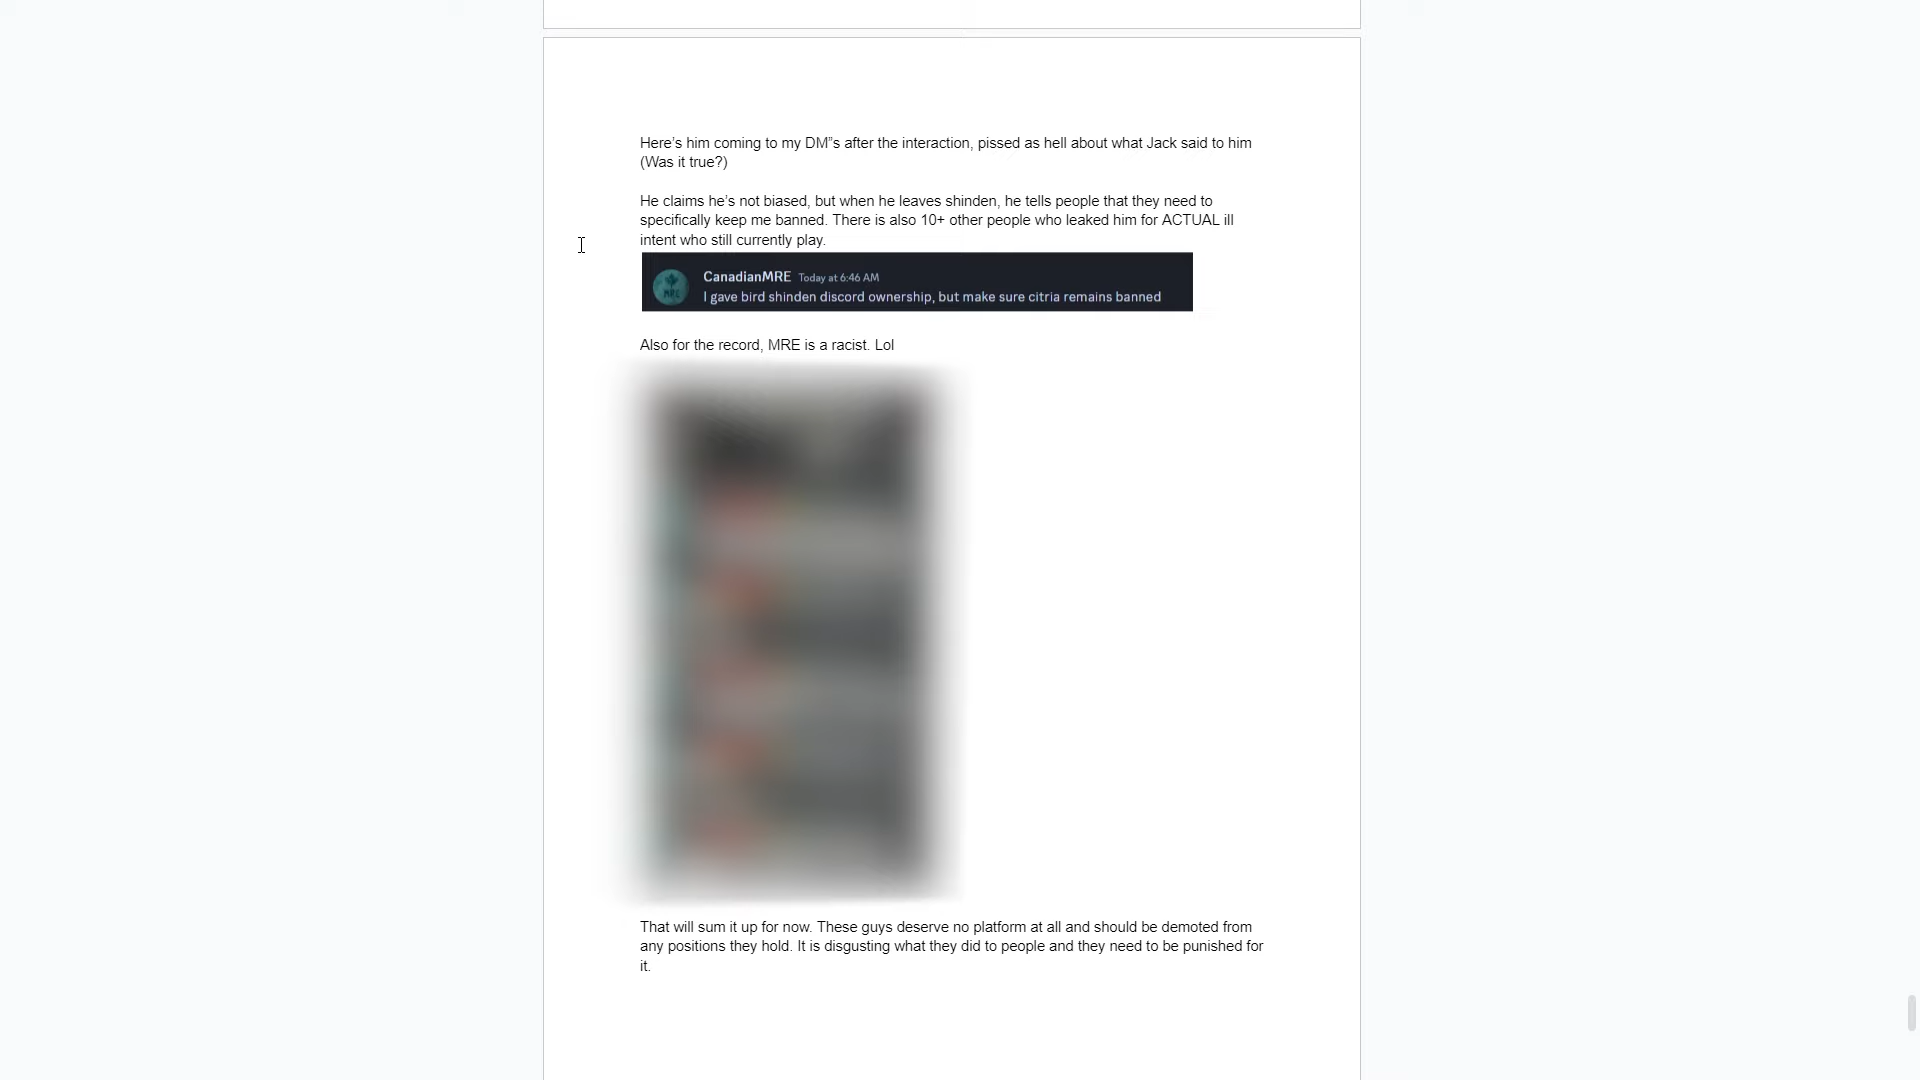 Here's him coming to my DM"s after the interaction, pissed as hell about what Jack said to him
(Was it true?)
He claims he's not biased, but when he leaves shinden, he tells people that they need to
specifically keep me banned. There is also 10+ other people who leaked him for ACTUAL ill
intent who still currently play.
CanadianMRE Today at 6:46 AM
MRE
I gave bird shinden discord ownership, but make sure citria remains banned
Also for the record, MRE is a racist. Lol
That will sum it up for now. These guys deserve no platform at all and should be demoted from
any positions they hold. It is disgusting what they did to people and they need to be punished for
it.